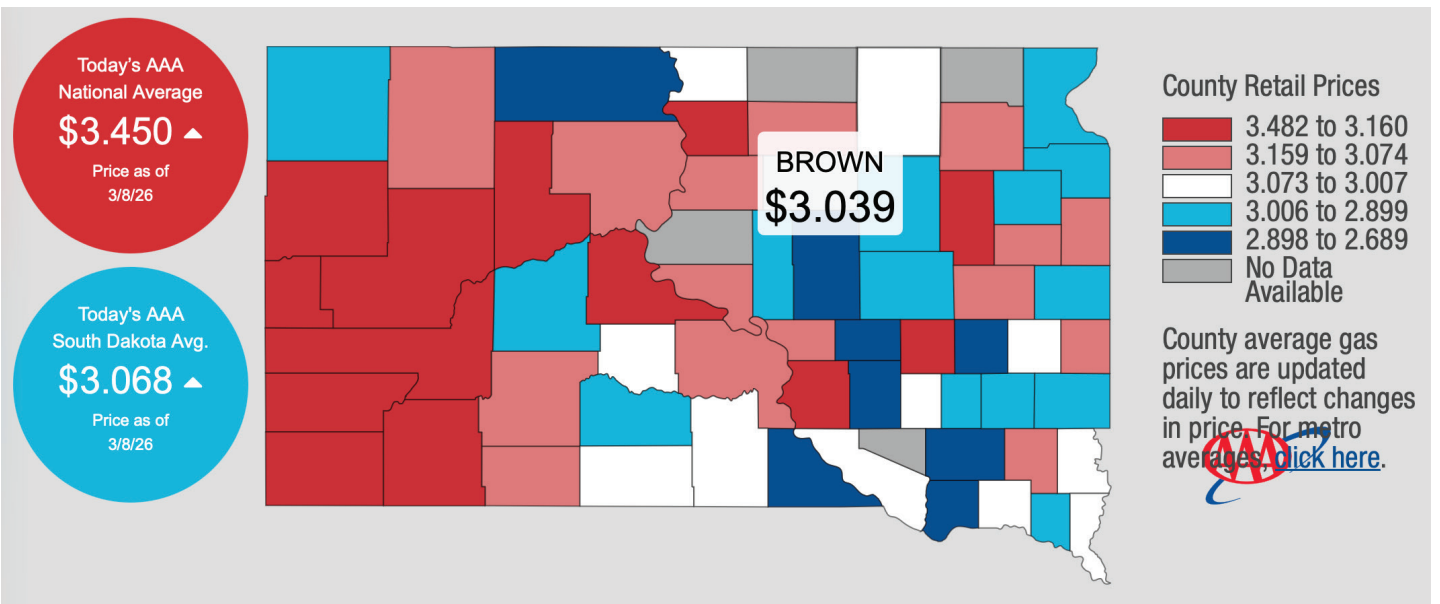 Today's AAA
National Average
$3.450
Price as of
3/8/26
Today's AAA
South Dakota Avg.
$3.068
Price as of
3/8/26
BROWN
$3.039
County Retail Prices
3.482 to 3.160
3.159 to 3.074
3.073 to 3.007
3.006 to 2.899
2.898 to 2.689
No Data
Available
County average gas
prices are updated
daily to reflect changes
in price. For metro
averages, click here.
AAA